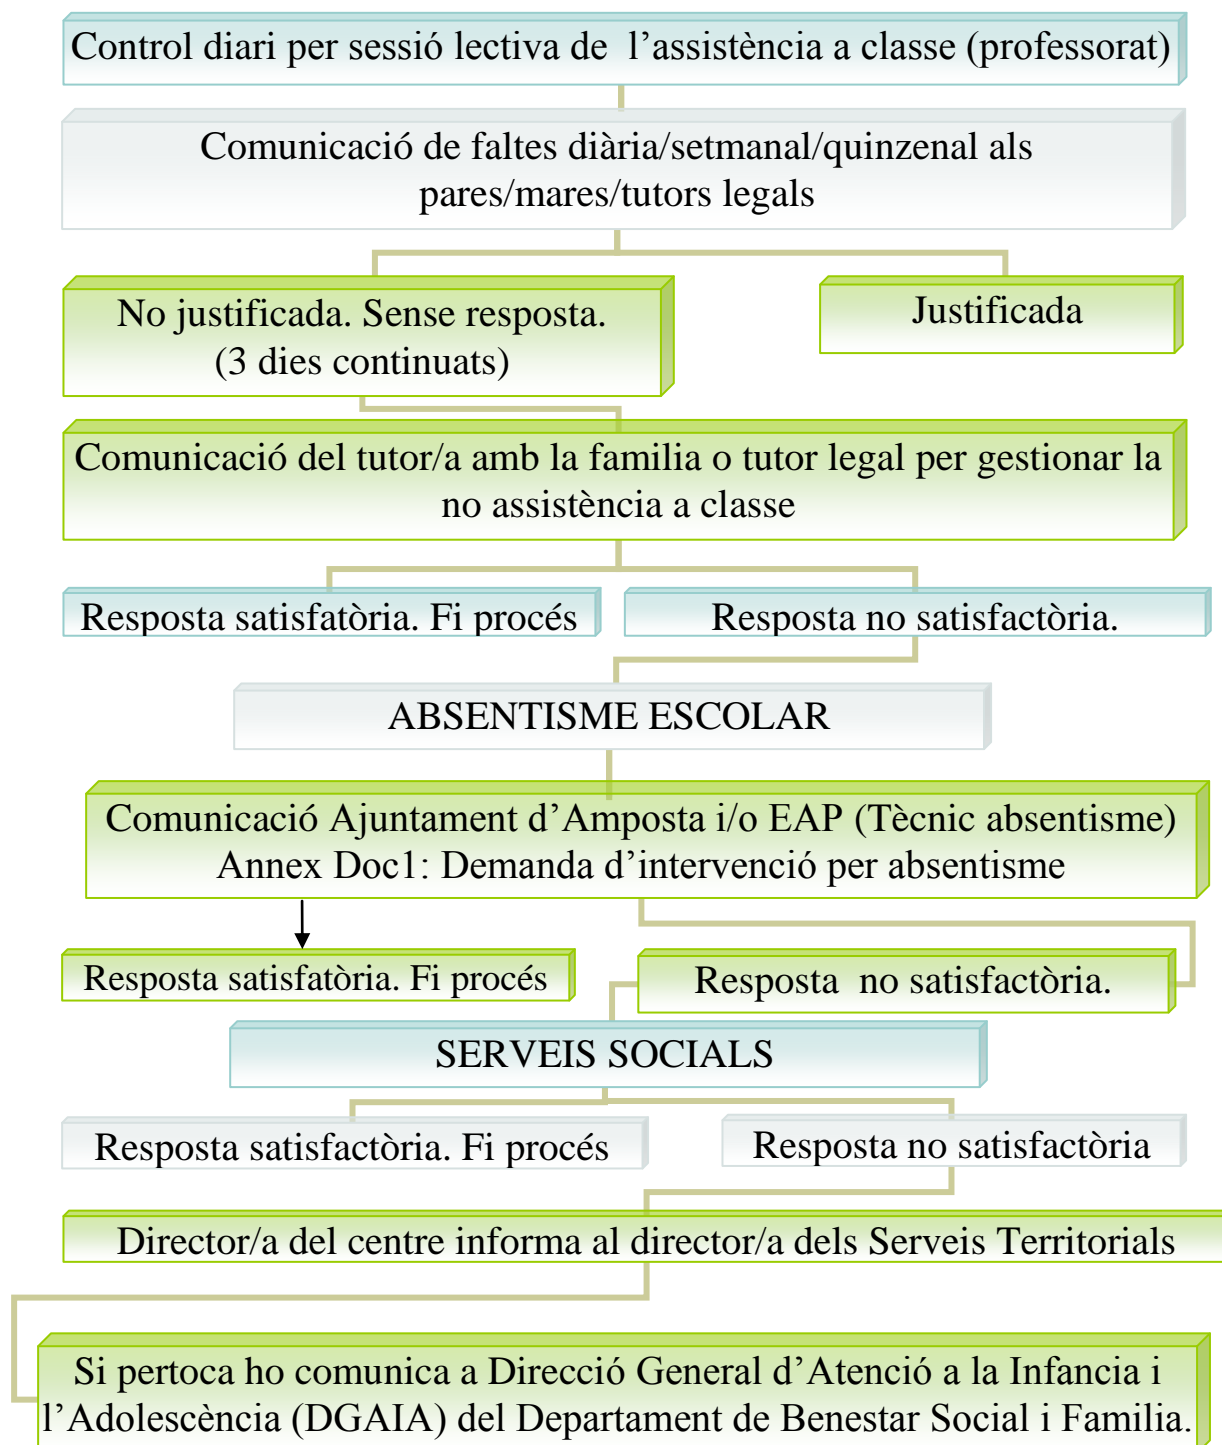 Control diari per sessió lectiva de l’assistència a classe (professorat)
Comunicació de faltes diària/setmanal/quinzenal als
pares/mares/tutors legals
No justificada. Sense resposta.
(3 dies continuats)
Justificada
Comunicació del tutor/a amb la familia o tutor legal per gestionar la
no assistència a classe
Resposta satisfatòria. Fi procés
Resposta no satisfactòria.
ABSENTISME ESCOLAR
Comunicació Ajuntament d’Amposta i/o EAP (Tècnic absentisme)
Annex Doc1: Demanda d’intervenció per absentisme
Resposta satisfatòria. Fi procés
Resposta no satisfactòria.
SERVEIS SOCIALS
Resposta satisfactòria. Fi procés
Resposta no satisfactòria
Director/a del centre informa al director/a dels Serveis Territorials
Si pertoca ho comunica a Direcció General d’Atenció a la Infancia i
l’Adolescència (DGAIA) del Departament de Benestar Social i Familia.